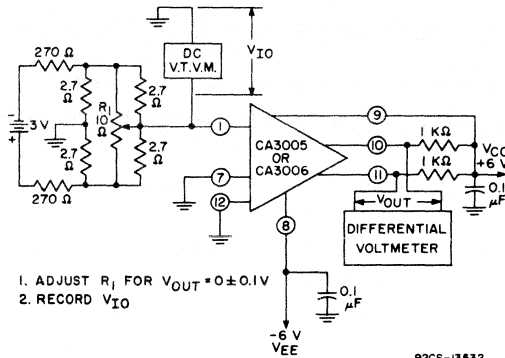 270 Ω
2.7 Ω
R1 10 Ω
2.7 Ω
- 3 V +
2.7 Ω
2.7 Ω
270 Ω
DC V.T.V.M.
VIO
1
7
12
CA3005 OR CA3006
8
9
10
11
1 KΩ
1 KΩ
VCC +6 V
VOUT
0.1 μF
DIFFERENTIAL VOLTMETER
0.1 μF
-6 V
VEE
1. ADJUST R1 FOR VOUT = 0 ± 0.1 V
2. RECORD VIO
92CS-13632